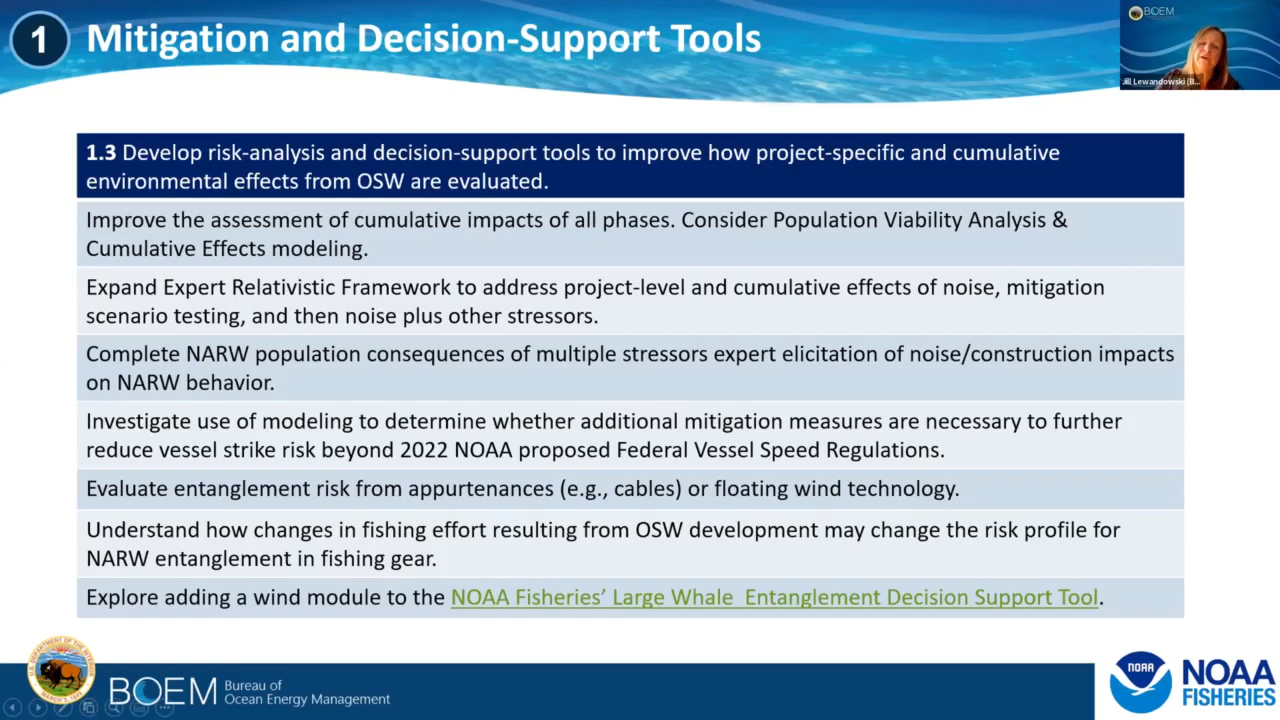 1 Mitigation and Decision-Support Tools
BOEM
Jill Lewandowski (B...
1.3 Develop risk-analysis and decision-support tools to improve how project-specific and cumulative
environmental effects from OSW are evaluated.
Improve the assessment of cumulative impacts of all phases. Consider Population Viability Analysis &
Cumulative Effects modeling.
Expand Expert Relativistic Framework to address project-level and cumulative effects of noise, mitigation
scenario testing, and then noise plus other stressors.
Complete NARW population consequences of multiple stressors expert elicitation of noise/construction impacts
on NARW behavior.
Investigate use of modeling to determine whether additional mitigation measures are necessary to further
reduce vessel strike risk beyond 2022 NOAA proposed Federal Vessel Speed Regulations.
Evaluate entanglement risk from appurtenances (e.g., cables) or floating wind technology.
Understand how changes in fishing effort resulting from OSW development may change the risk profile for
NARW entanglement in fishing gear.
Explore adding a wind module to the NOAA Fisheries’ Large Whale Entanglement Decision Support Tool.
U.S. DEPARTMENT OF THE INTERIOR
MARCH 3, 1849
BOEM
Bureau of
Ocean Energy Management
NOAA
NOAA
FISHERIES